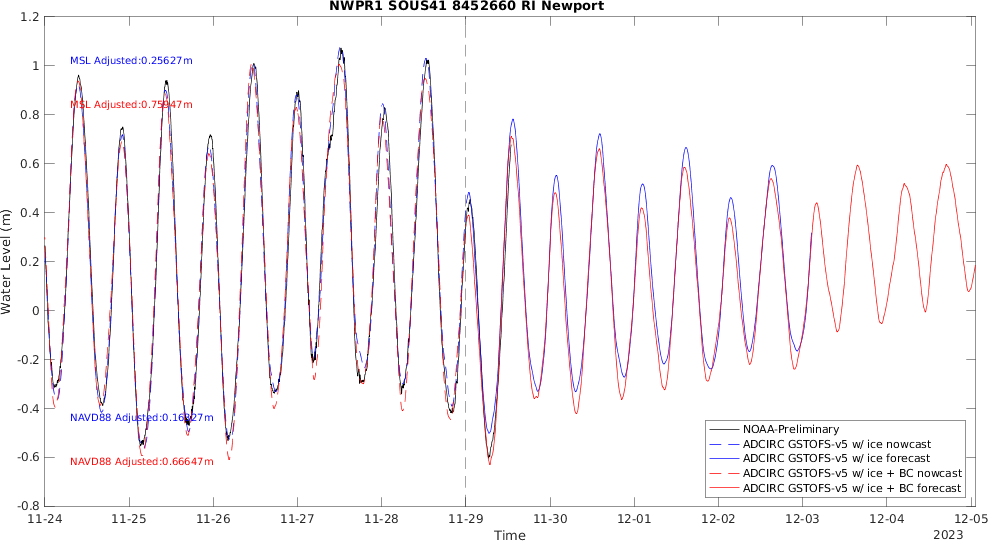 NWPR1 SOUS41 8452660 RI Newport
1.2
1
0.8
0.6
0.4
0.2
0
-0.2
-0.4
-0.6
-0.8
Water Level (m)
MSL Adjusted:0.25627m
MSL Adjusted:0.75947m
NAVD88 Adjusted:0.16327m
NAVD88 Adjusted:0.66647m
NOAA-Preliminary
ADCIRC GSTOFS-v5 w/ ice nowcast
ADCIRC GSTOFS-v5 w/ ice forecast
ADCIRC GSTOFS-v5 w/ ice + BC nowcast
ADCIRC GSTOFS-v5 w/ ice + BC forecast
11-24 11-25 11-26 11-27 11-28 11-29 11-30 12-01 12-02 12-03 12-04 12-05
Time
2023